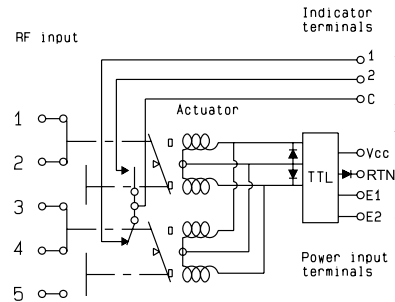 Indicator
terminals
RF input
1
2
C
Actuator
1
2
3
4
5
TTL
Vcc
RTN
E1
E2
Power input
terminals